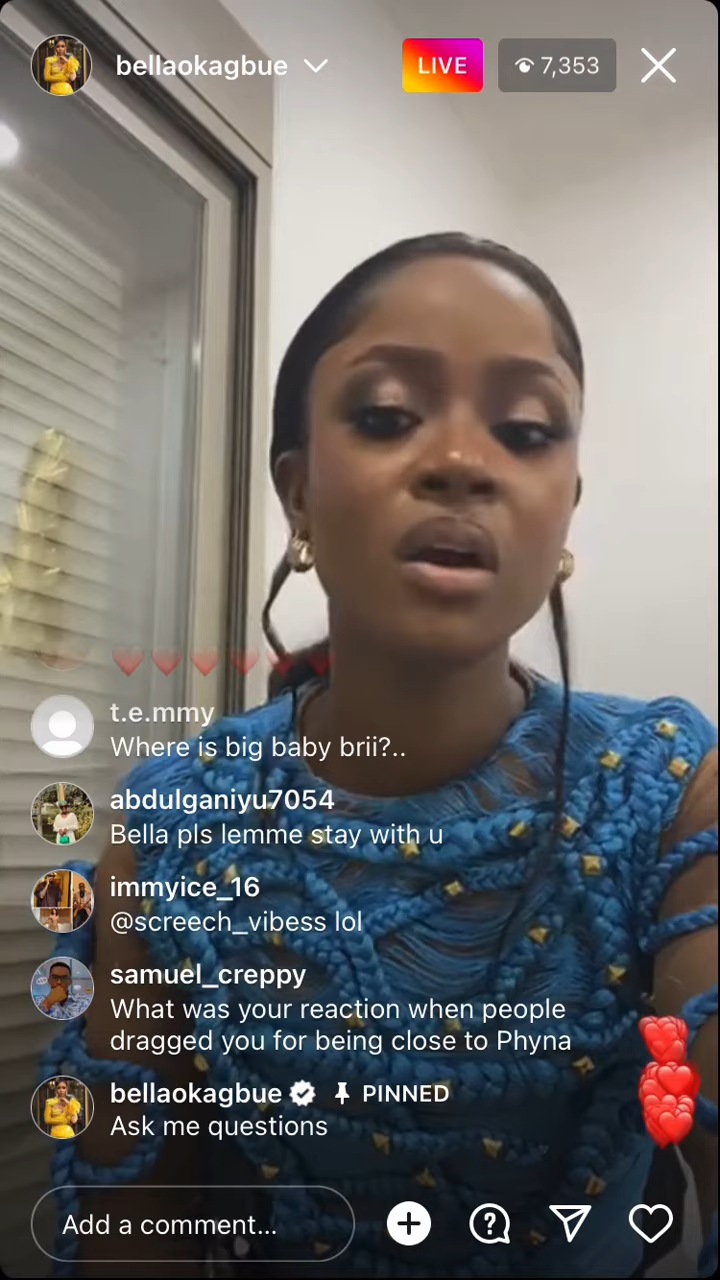 bellaokagbue
LIVE
7,353
t.e.mmy
Where is big baby brii?..
abdulganiyu7054
Bella pls lemme stay with u
immyice_16
@screech_vibess lol
samuel_creppy
What was your reaction when people
dragged you for being close to Phyna
bellaokagbue PINNED
Ask me questions
Add a comment...